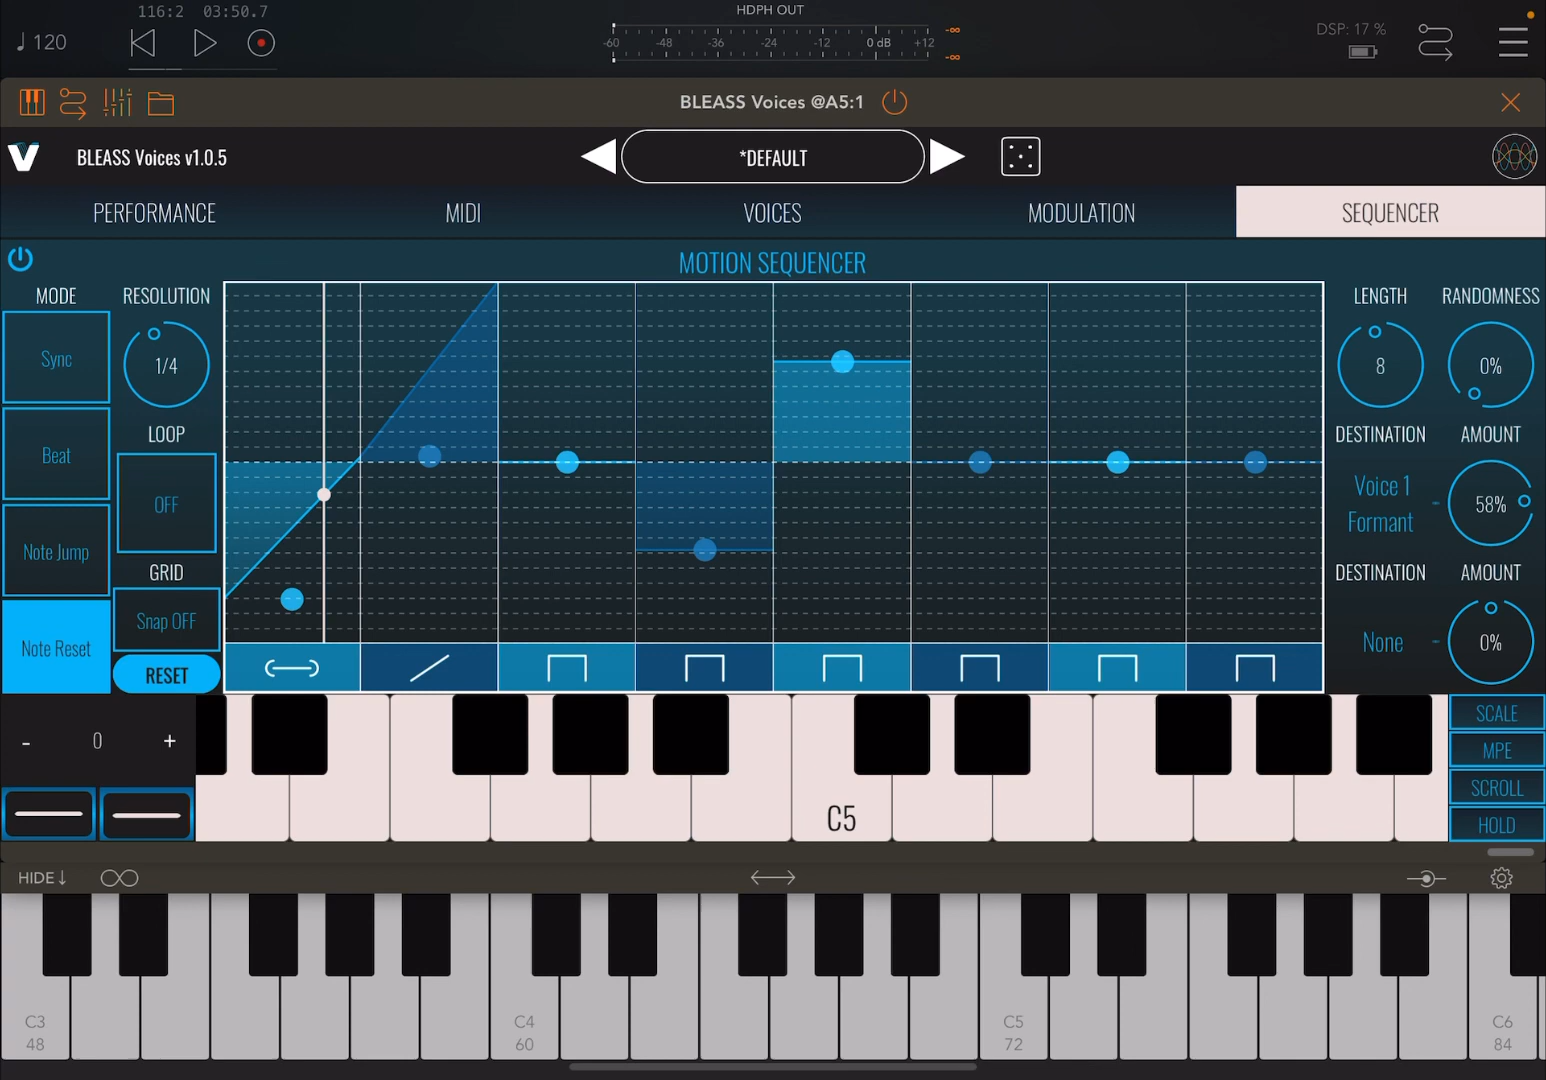 116:2 03:50.7
HDPH OUT
♩ 120
-60 -48 -36 -24 -12 0 dB +12
-∞
-∞
DSP: 17 %
BLEASS Voices @A5:1
BLEASS Voices v1.0.5
*DEFAULT
PERFORMANCE
MIDI
VOICES
MODULATION
SEQUENCER
MOTION SEQUENCER
MODE
Sync
Beat
Note Jump
Note Reset
RESOLUTION
1/4
LOOP
OFF
GRID
Snap OFF
RESET
LENGTH
8
RANDOMNESS
0%
DESTINATION
Voice 1
Formant
AMOUNT
58%
DESTINATION
None
AMOUNT
0%
- 0 +
C5
SCALE
MPE
SCROLL
HOLD
HIDE↓
C3
48
C4
60
C5
72
C6
84